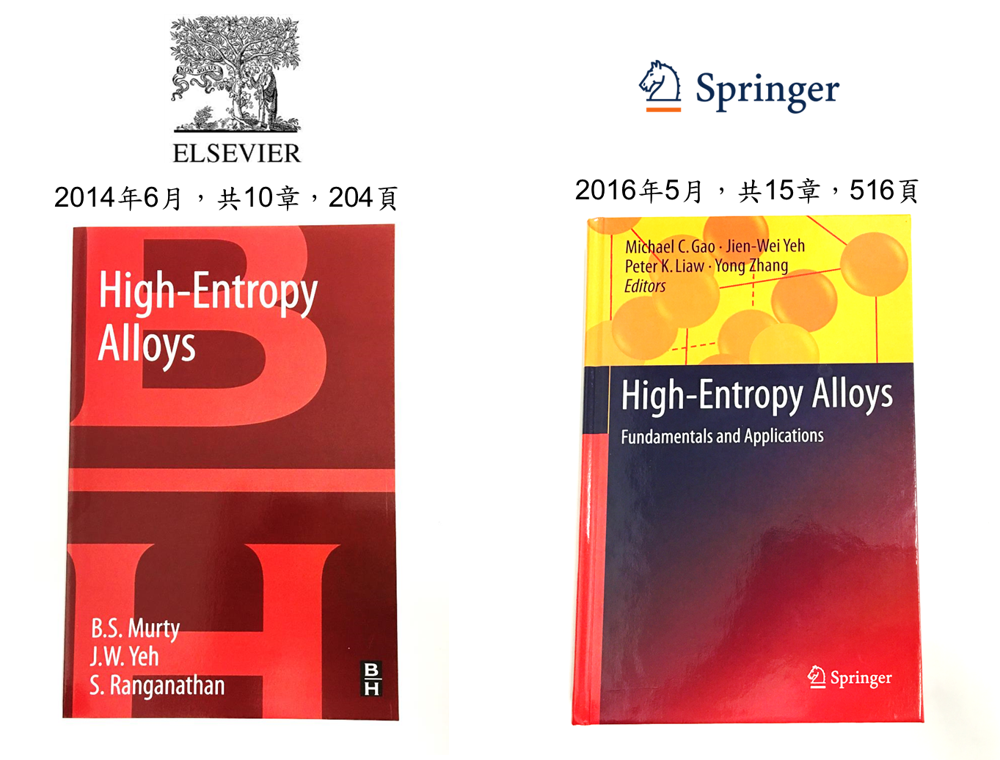 NON SOLUS
ELSEVIER
2014年6月，共10章，204頁
High-Entropy
Alloys
B.S. Murty
J.W. Yeh
S. Ranganathan
B
H
Springer
2016年5月，共15章，516頁
Michael C. Gao · Jien-Wei Yeh
Peter K. Liaw · Yong Zhang
Editors
High-Entropy Alloys
Fundamentals and Applications
Springer